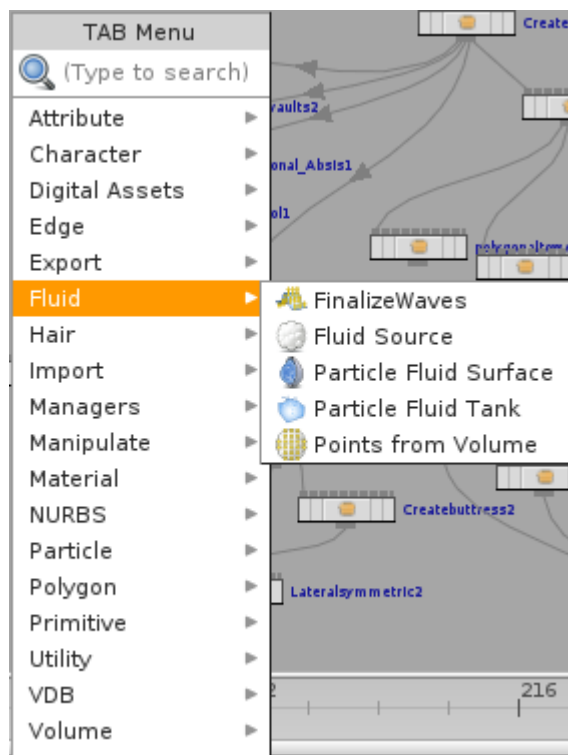 TAB Menu
(Type to search)
Attribute
Character
Digital Assets
Edge
Export
Fluid
Hair
Import
Managers
Manipulate
Material
NURBS
Particle
Polygon
Primitive
Utility
VDB
Volume
FinalizeWaves
Fluid Source
Particle Fluid Surface
Particle Fluid Tank
Points from Volume
Create
vaults2
onal_Absis1
ol1
Createbuttress2
Lateralsymmetric2
216